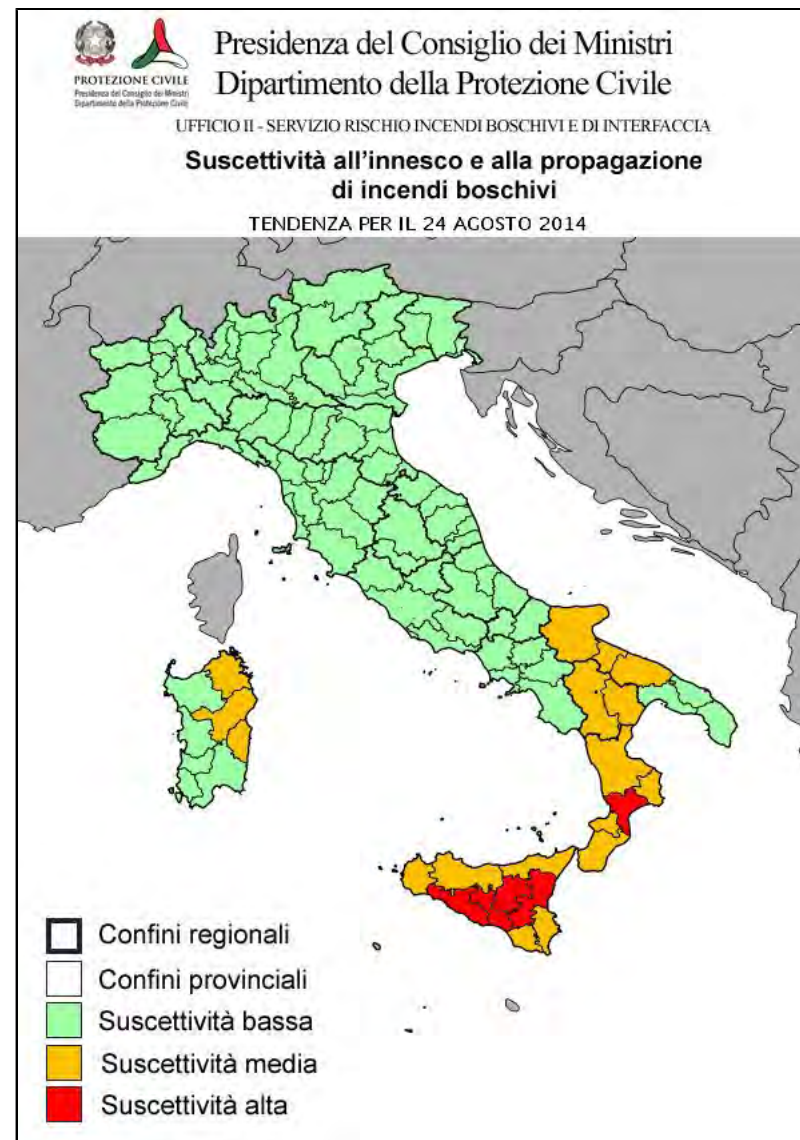 Presidenza del Consiglio dei Ministri
Dipartimento della Protezione Civile
PROTEZIONE CIVILE
Presidenza del Consiglio dei Ministri
Dipartimento della Protezione Civile
UFFICIO II - SERVIZIO RISCHIO INCENDI BOSCHIVI E DI INTERFACCIA
Suscettività all'innesco e alla propagazione
di incendi boschivi
TENDENZA PER IL 24 AGOSTO 2014
Confini regionali
Confini provinciali
Suscettività bassa
Suscettività media
Suscettività alta